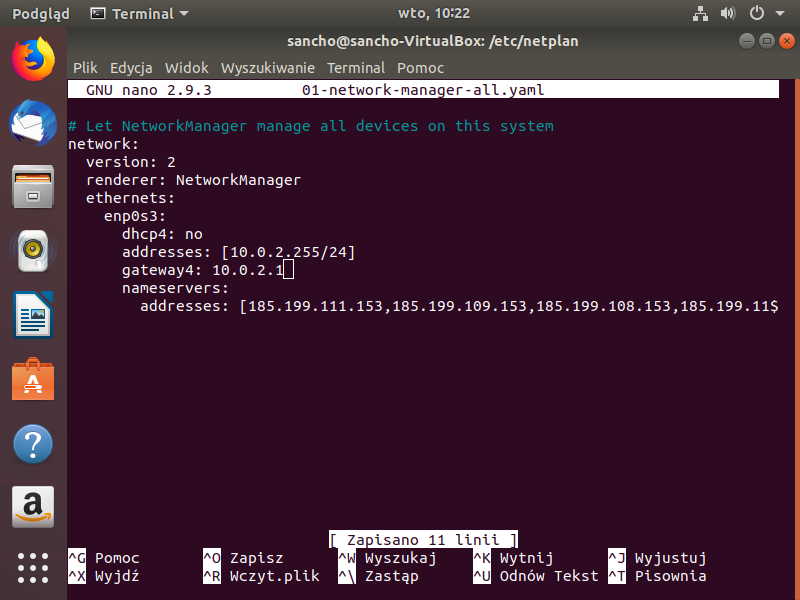 Podgląd Terminal wto, 10:22
sancho@sancho-VirtualBox: /etc/netplan
Plik Edycja Widok Wyszukiwanie Terminal Pomoc
GNU nano 2.9.3 01-network-manager-all.yaml
# Let NetworkManager manage all devices on this system
network:
version: 2
renderer: NetworkManager
ethernets:
enp0s3:
dhcp4: no
addresses: [10.0.2.255/24]
gateway4: 10.0.2.1
nameservers:
addresses: [185.199.111.153,185.199.109.153,185.199.108.153,185.199.11$
[ Zapisano 11 linii ]
^G Pomoc ^O Zapisz ^W Wyszukaj ^K Wytnij ^J Wyjustuj
^X Wyjdź ^R Wczyt.plik ^\ Zastąp ^U Odnów Tekst ^T Pisownia